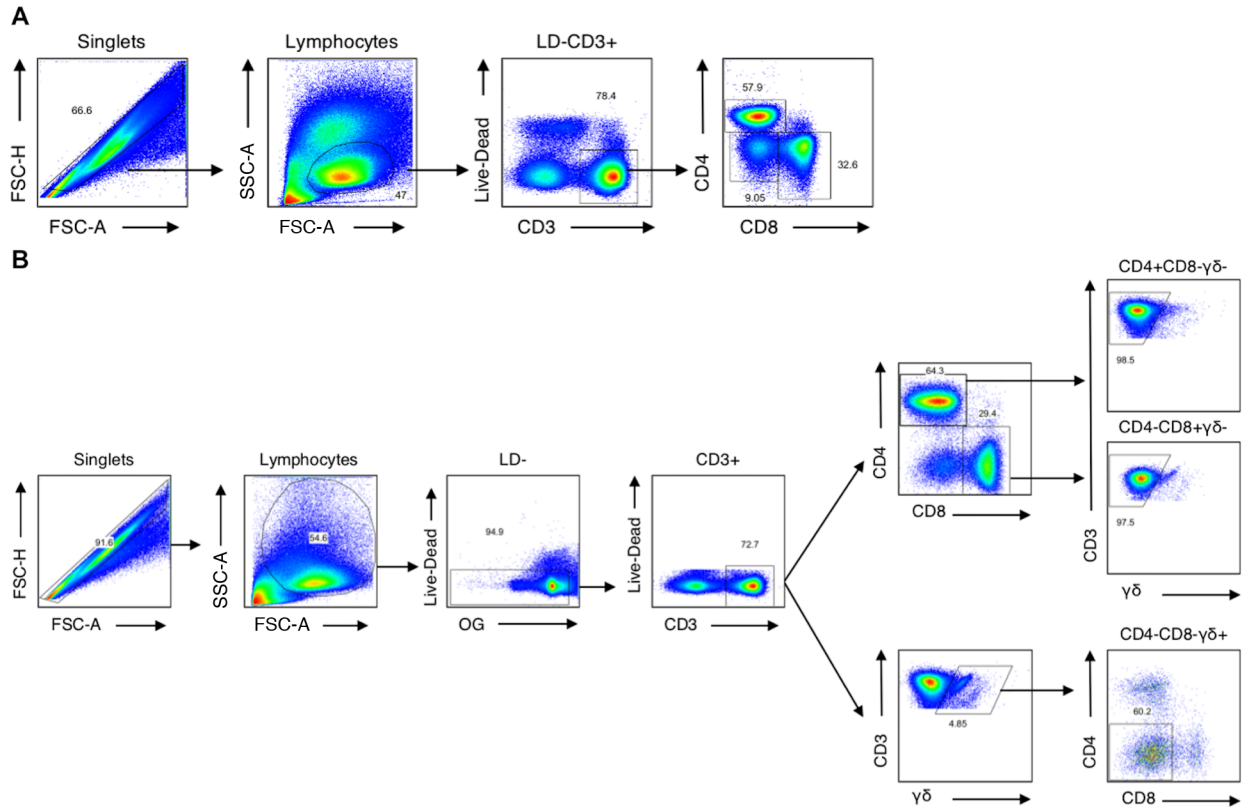 A
Singlets
Lymphocytes
LD-CD3+
66.6
47
78.4
57.9
32.6
9.05
FSC-H
SSC-A
Live-Dead
CD4
FSC-A
FSC-A
CD3
CD8
B
CD4+CD8-γδ-
98.5
64.3
29.4
CD4
CD8
CD4-CD8+γδ-
97.5
CD3
γδ
Singlets
Lymphocytes
LD-
CD3+
91.6
54.6
94.9
72.7
FSC-H
SSC-A
Live-Dead
Live-Dead
FSC-A
FSC-A
OG
CD3
CD4-CD8-γδ+
4.85
60.2
CD3
CD4
γδ
CD8